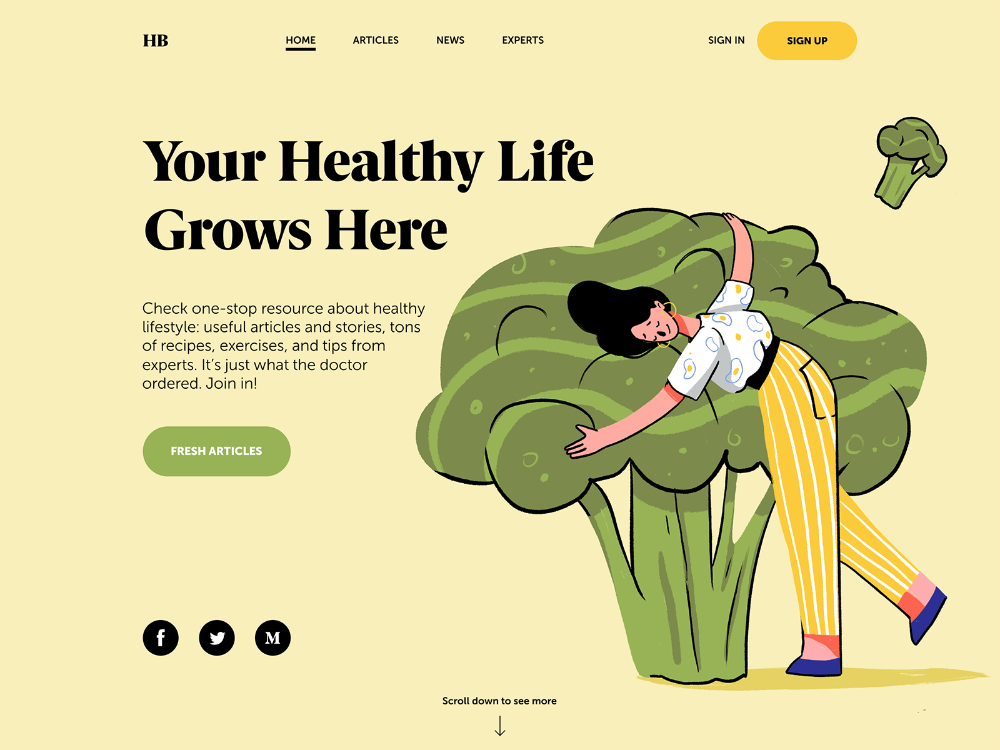 HB
HOME
ARTICLES
NEWS
EXPERTS
SIGN IN
SIGN UP
Your Healthy Life
Grows Here
Check one-stop resource about healthy
lifestyle: useful articles and stories, tons
of recipes, exercises, and tips from
experts. It’s just what the doctor
ordered. Join in!
FRESH ARTICLES
f
M
Scroll down to see more